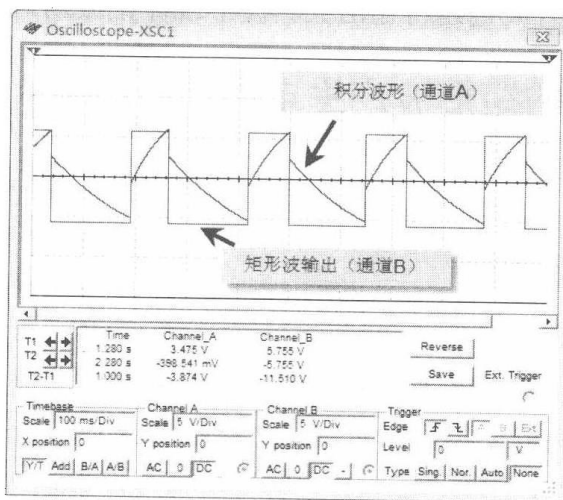 Oscilloscope-XSC1
积分波形（通道A）
矩形波输出（通道B）
T1
T2
T2-T1
Time Channel_A Channel_B
1.280 s 3.475 V 5.755 V
2.280 s -398.541 mV -5.755 V
1.000 s -3.874 V -11.510 V
Reverse
Save
Ext. Trigger
Timebase
Scale 100 ms/Div
X position 0
Y/T Add B/A A/B
Channel A
Scale 5 V/Div
Y position 0
AC 0 DC
Channel B
Scale 5 V/Div
Y position 0
AC 0 DC -
Trigger
Edge A B Ext
Level 0 V
Type Sing. Nor. Auto None